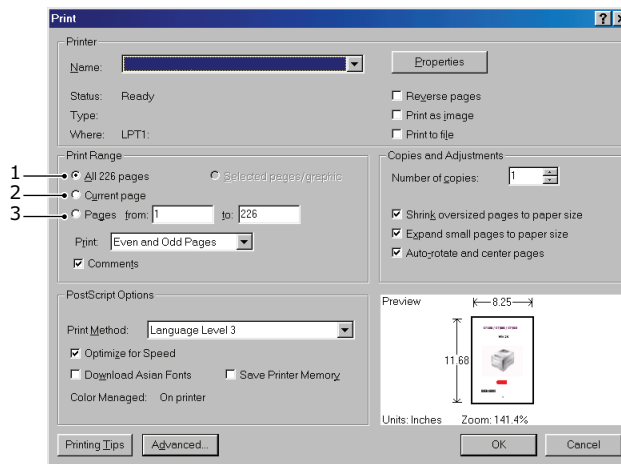 Print
Printer
Name:
Properties
Status: Ready
Type:
Where: LPT1:
Reverse pages
Print as image
Print to file
Print Range
1
All 226 pages
Selected pages/graphic
2
Current page
3
Pages from: 1 to: 226
Print: Even and Odd Pages
Comments
Copies and Adjustments
Number of copies: 1
Shrink oversized pages to paper size
Expand small pages to paper size
Auto-rotate and center pages
PostScript Options
Print Method: Language Level 3
Optimize for Speed
Download Asian Fonts
Save Printer Memory
Color Managed: On printer
Preview
8.25
11.68
Units: Inches Zoom: 141.4%
Printing Tips
Advanced...
OK
Cancel